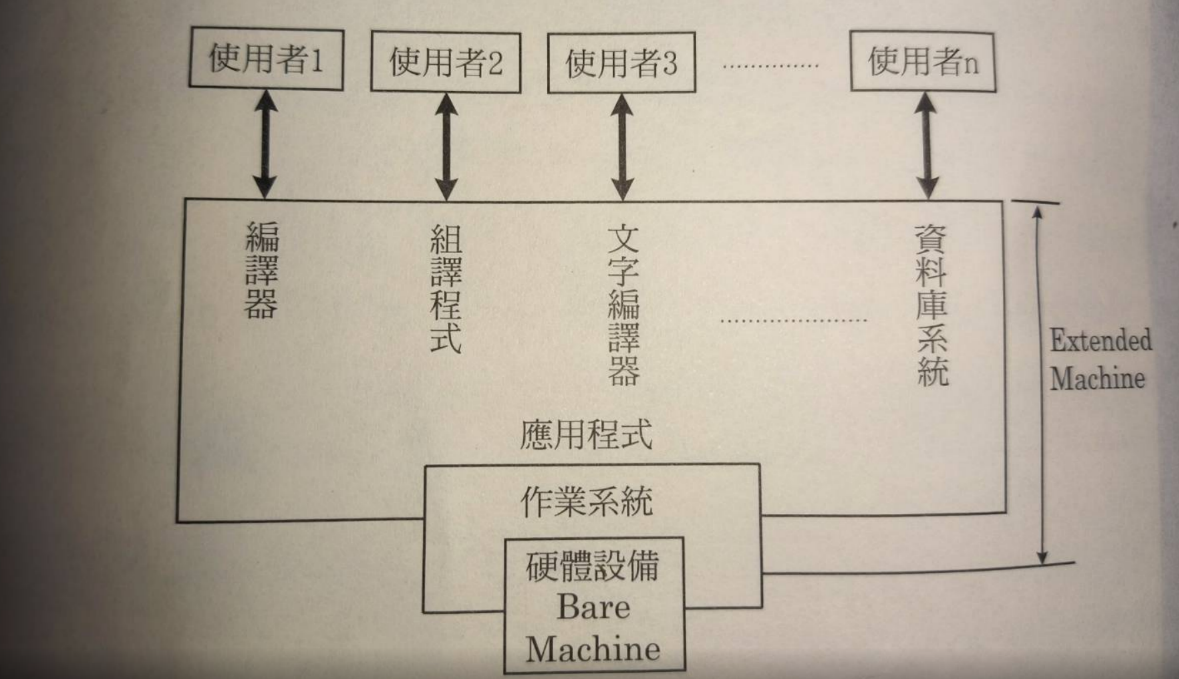 使用者1
使用者2
使用者3
使用者n
編譯器
組譯程式
文字編譯器
資料庫系統
Extended
Machine
應用程式
作業系統
硬體設備
Bare
Machine